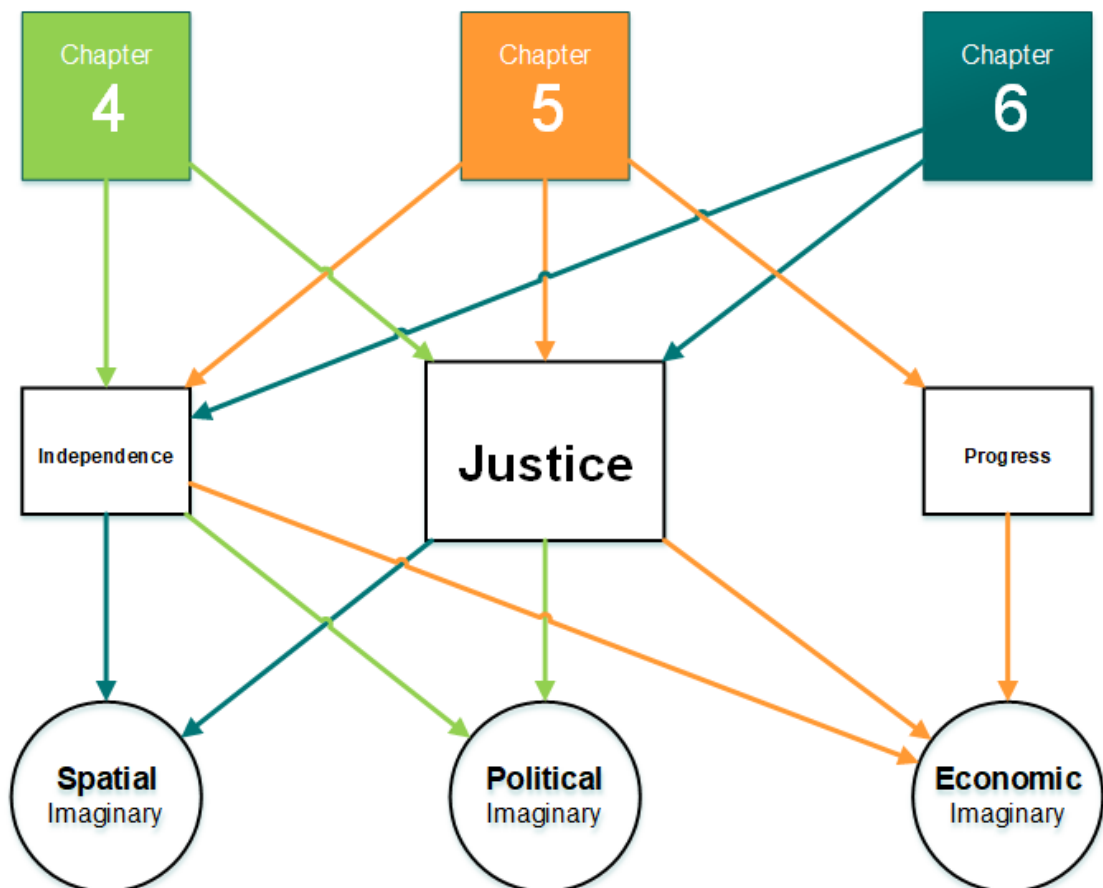 Chapter
4
Chapter
5
Chapter
6
Independence
Justice
Progress
Spatial
Imaginary
Political
Imaginary
Economic
Imaginary